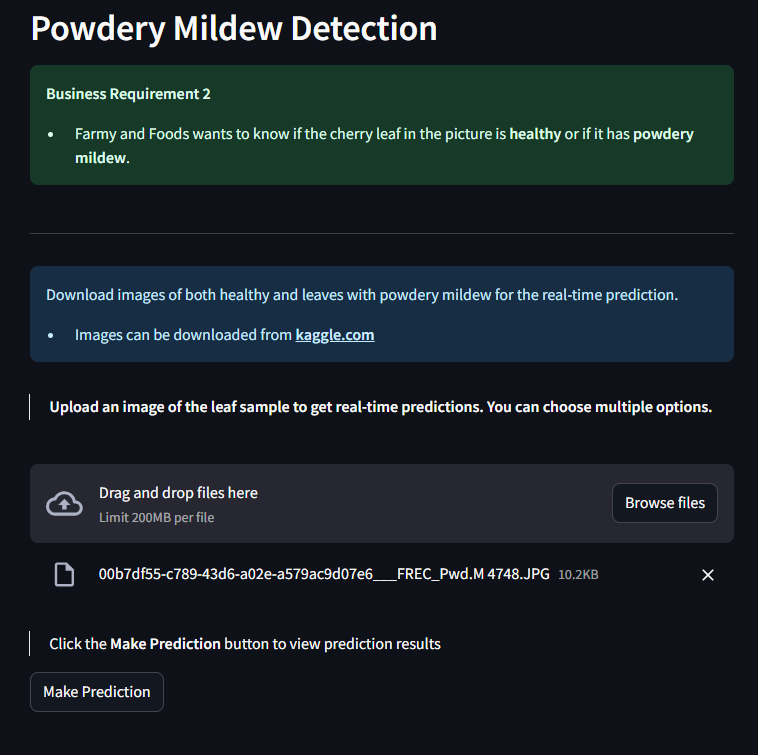 Powdery Mildew Detection
Business Requirement 2
• Farmy and Foods wants to know if the cherry leaf in the picture is healthy or if it has powdery
mildew.
Download images of both healthy and leaves with powdery mildew for the real-time prediction.
• Images can be downloaded from kaggle.com
Upload an image of the leaf sample to get real-time predictions. You can choose multiple options.
Drag and drop files here
Limit 200MB per file
Browse files
00b7df55-c789-43d6-a02e-a579ac9d07e6___FREC_Pwd.M 4748.JPG 10.2KB
Click the Make Prediction button to view prediction results
Make Prediction